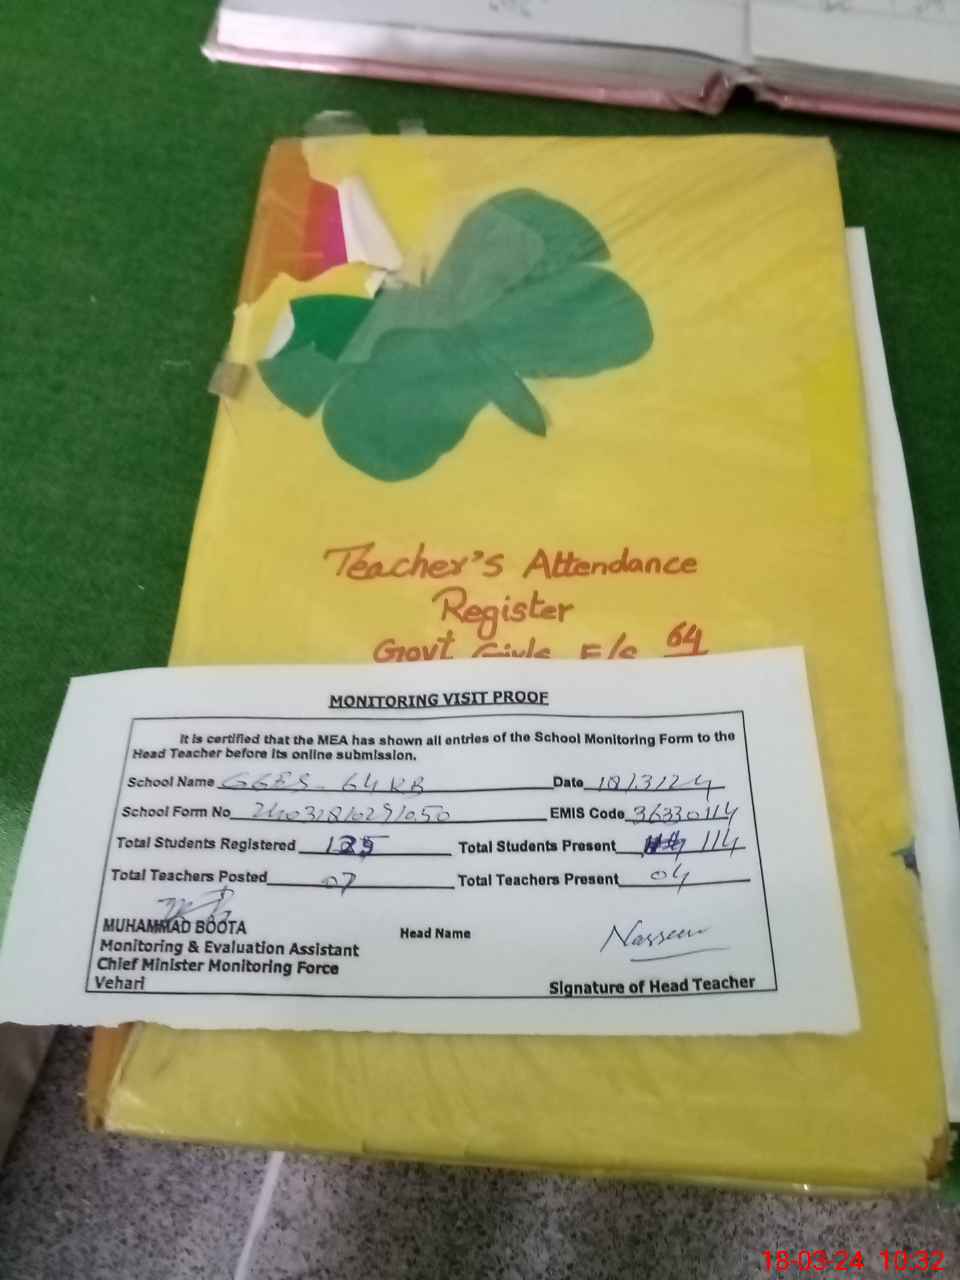 Teacher's Attendance
Register
Govt Girls E/S 64
MONITORING VISIT PROOF
It is certified that the MEA has shown all entries of the School Monitoring Form to the
Head Teacher before its online submission.
School Name GGES - 64 KB Date 18/3/24
School Form No EMIS Code 36330114
Total Students Registered 125 Total Students Present 114
Total Teachers Posted 07 Total Teachers Present 04
MUHAMMAD BOOTA
Monitoring & Evaluation Assistant
Chief Minister Monitoring Force
Vehari
Head Name
Nasreen
Signature of Head Teacher
18-03-24 10:32